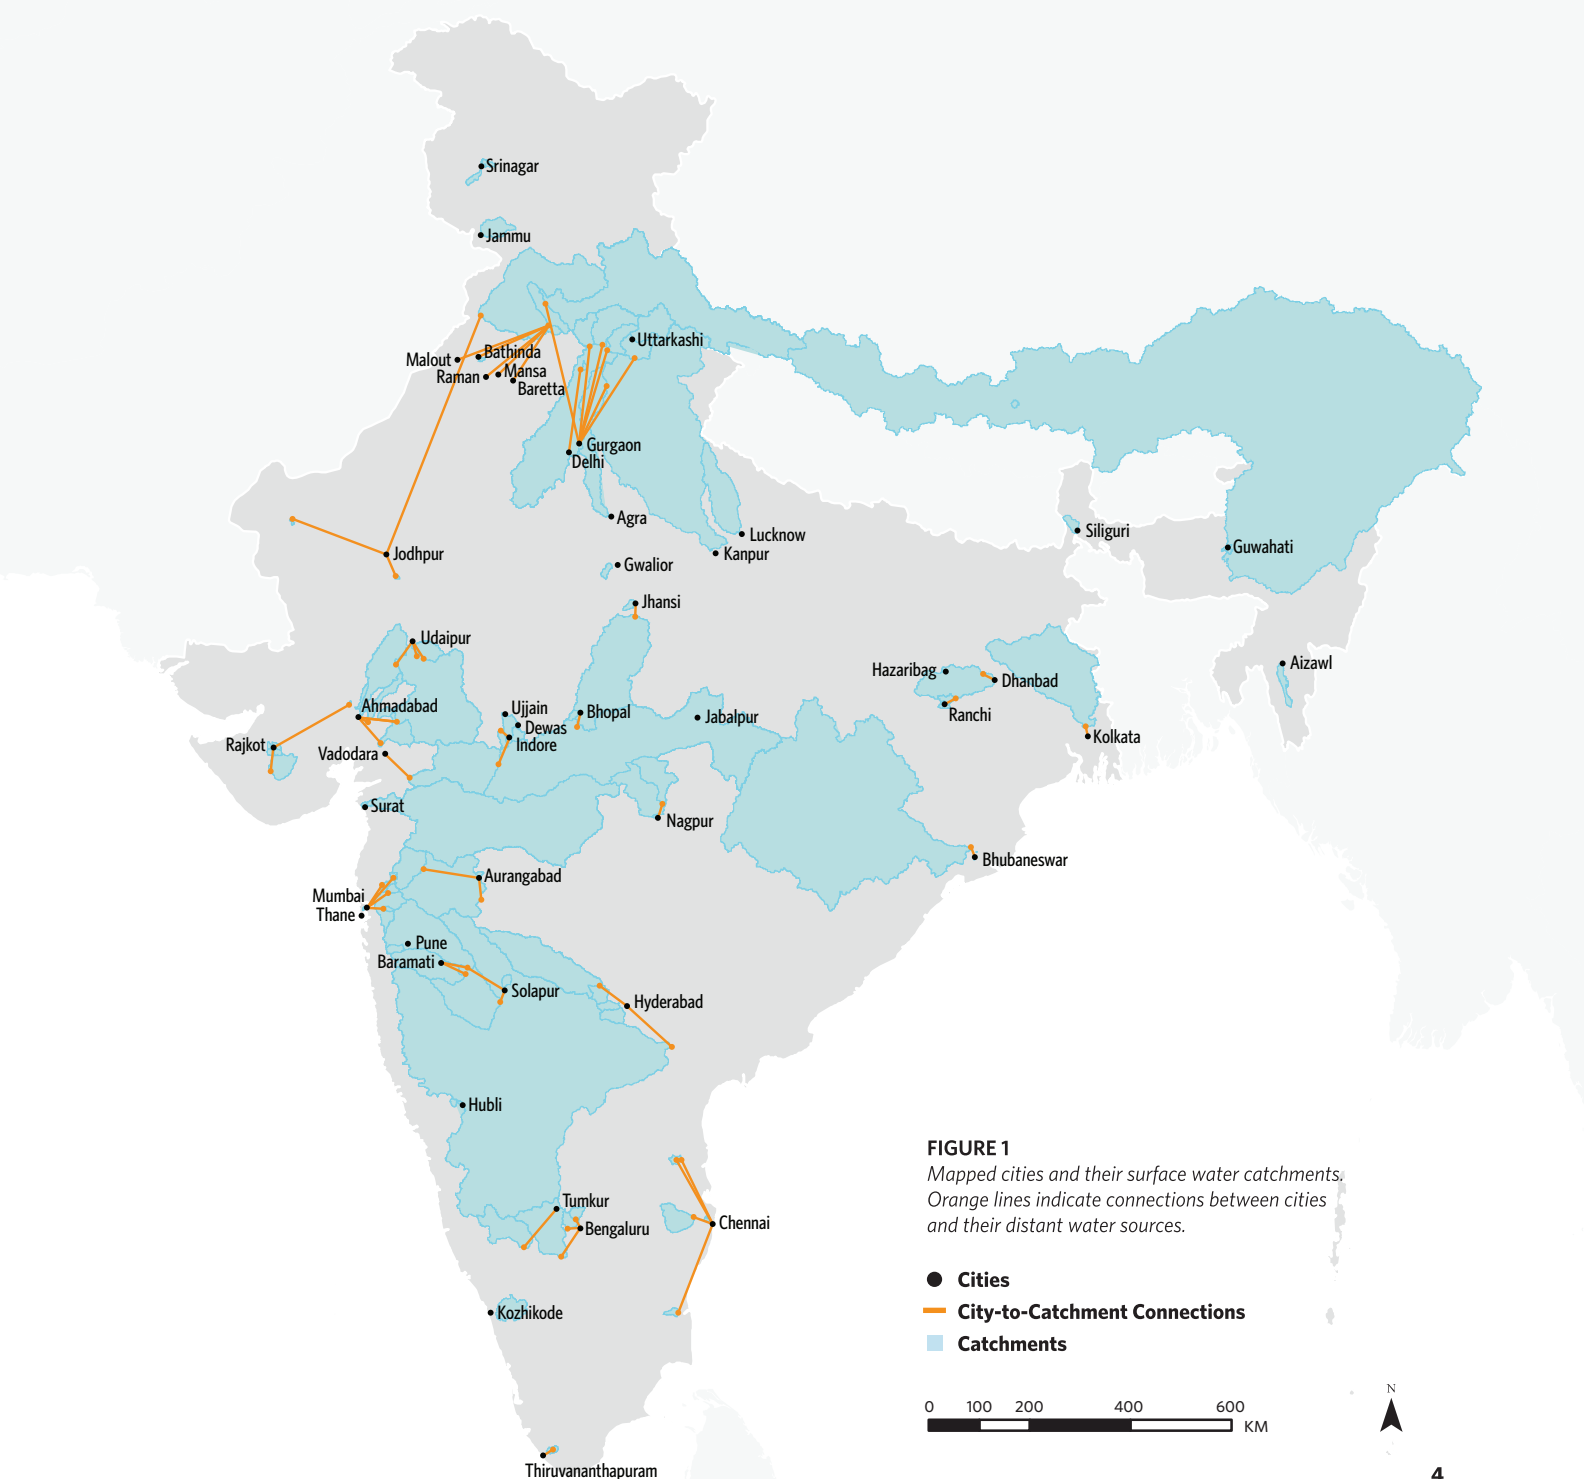 Srinagar
Jammu
Uttarkashi
Malout
Bathinda
Raman
Mansa
Baretta
Gurgaon
Delhi
Agra
Lucknow
Kanpur
Siliguri
Guwahati
Jodhpur
Gwalior
Jhansi
Udaipur
Hazaribag
Dhanbad
Aizawl
Ahmadabad
Ujjain
Bhopal
Jabalpur
Ranchi
Dewas
Kolkata
Rajkot
Vadodara
Indore
Surat
Nagpur
Bhubaneswar
Aurangabad
Mumbai
Thane
Pune
Baramati
Solapur
Hyderabad
Hubli
Tumkur
Bengaluru
Chennai
Kozhikode
Thiruvananthapuram
FIGURE 1
Mapped cities and their surface water catchments.
Orange lines indicate connections between cities
and their distant water sources.
Cities
City-to-Catchment Connections
Catchments
0 100 200 400 600
KM
N
4